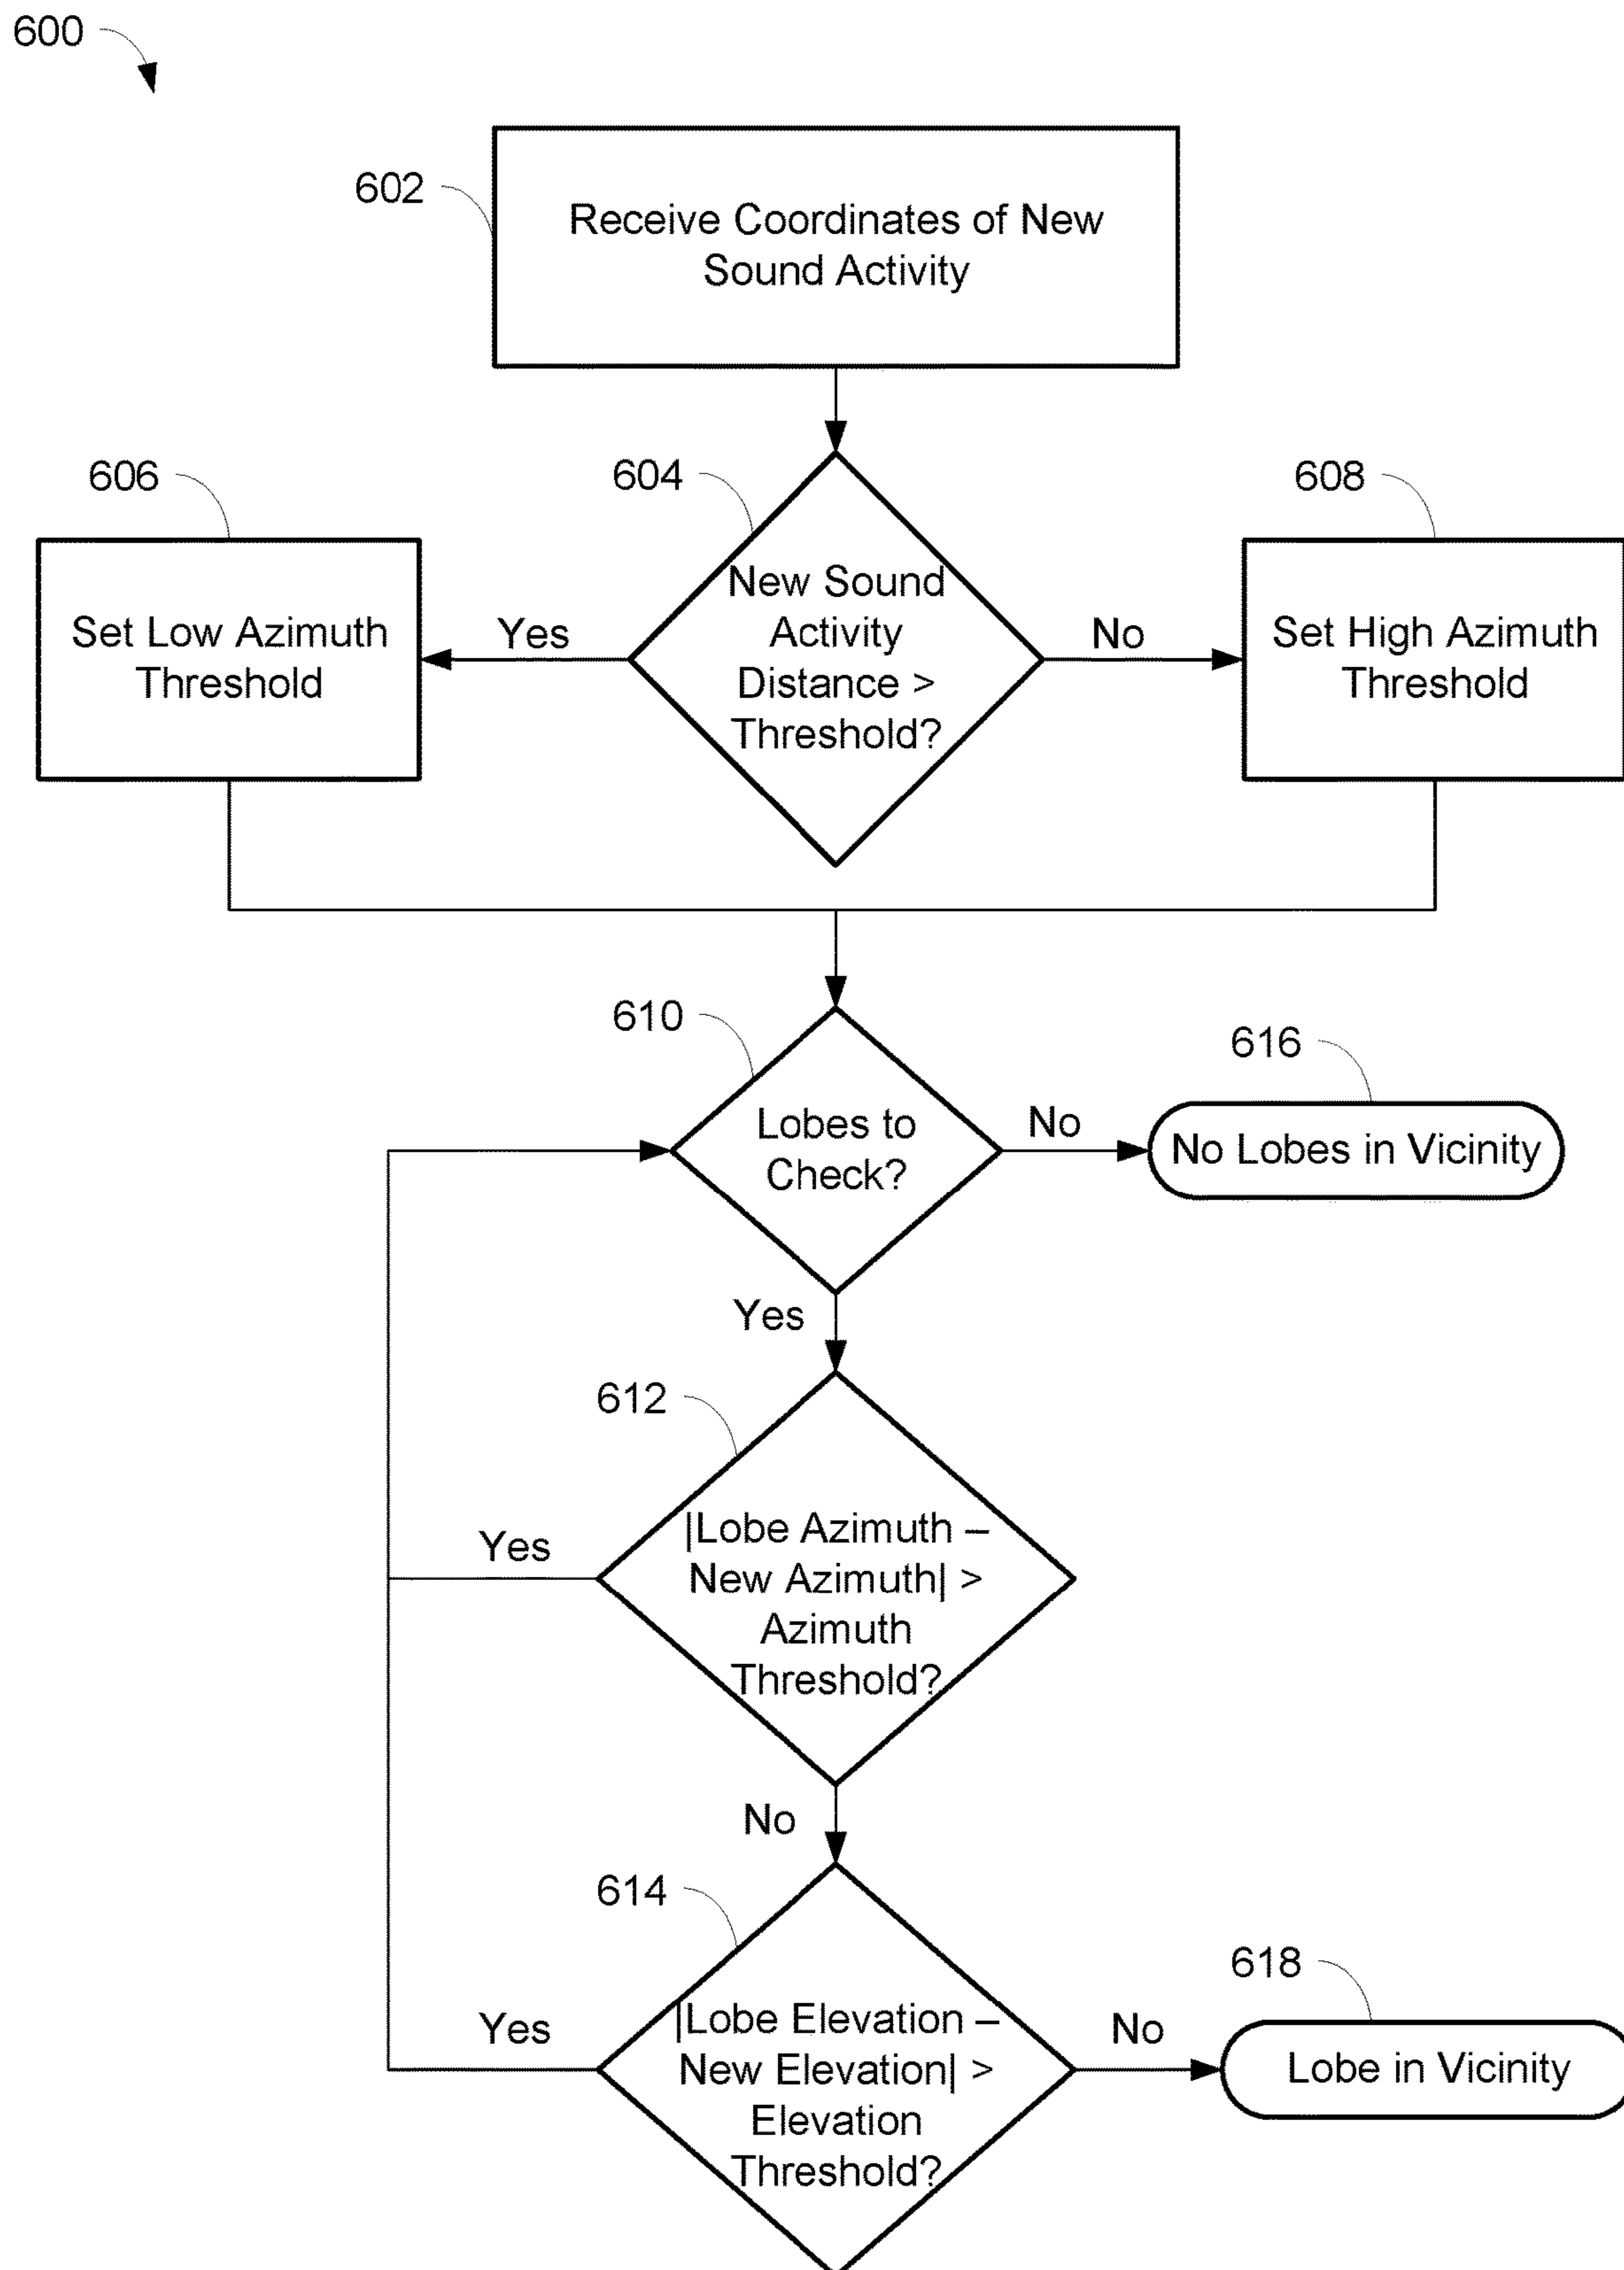 600
602
Receive Coordinates of New
Sound Activity
606
604
608
Set Low Azimuth
Threshold
Yes
New Sound
Activity
Distance >
Threshold?
No
Set High Azimuth
Threshold
610
616
Lobes to
Check?
No
No Lobes in Vicinity
Yes
612
Yes
|Lobe Azimuth –
New Azimuth| >
Azimuth
Threshold?
No
614
618
Yes
|Lobe Elevation –
New Elevation| >
Elevation
Threshold?
No
Lobe in Vicinity